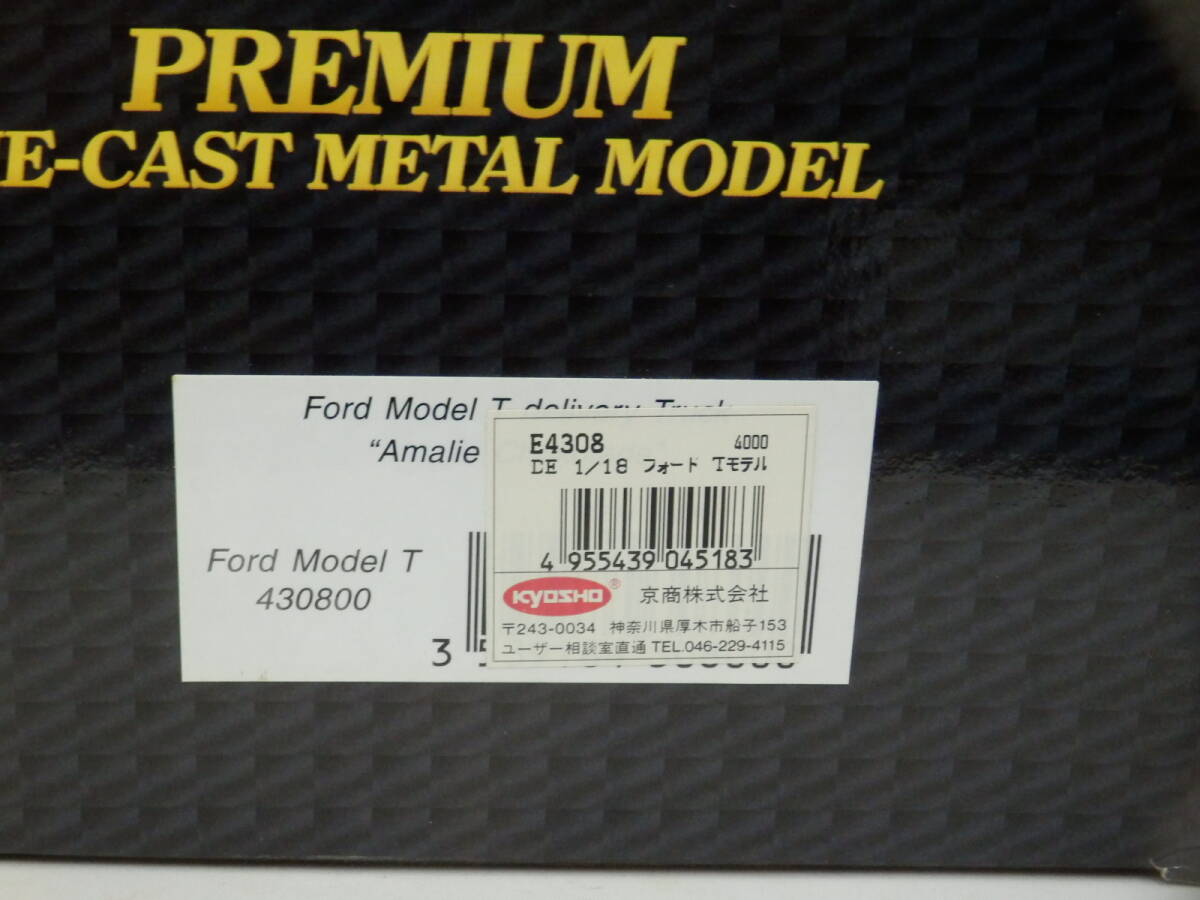 PREMIUM
E-CAST METAL MODEL
Ford Model T delivery Truck
"Amalie
E4308 4000
DE 1/18 フォード Tモデル
4 955439 045183
Ford Model T
430800
KYOSHO® 京商株式会社
〒243-0034 神奈川県厚木市船子153
ユーザー相談室直通 TEL.046-229-4115
3